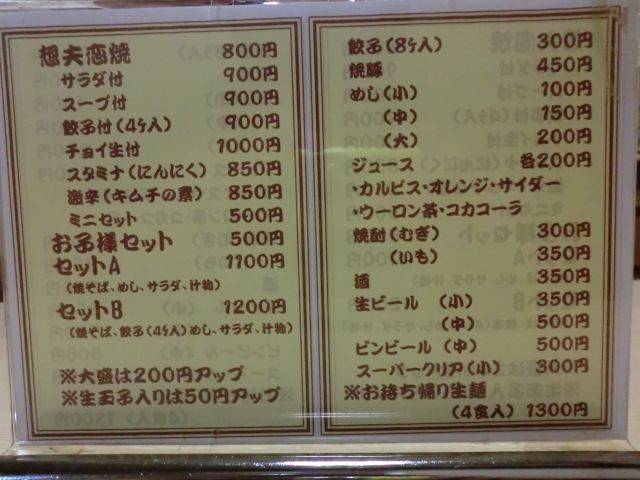 想夫恋焼 800円
サラダ付 900円
スープ付 900円
餃子付(4ヶ入) 900円
チョイ生付 1000円
スタミナ(にんにく) 850円
激辛(キムチの素) 850円
ミニセット 500円
お子様セット 500円
セットA 1100円
(焼そば、めし、サラダ、汁物)
セットB 1200円
(焼そば、餃子(4ヶ入)めし、サラダ、汁物)
※大盛は200円アップ
※生玉子入りは50円アップ
餃子(8ヶ入) 300円
焼豚 450円
めし(小) 100円
(中) 150円
(大) 200円
ジュース 各200円
・カルピス・オレンジ・サイダー
・ウーロン茶・コカコーラ
焼酎(むぎ) 300円
(いも) 350円
酒 350円
生ビール (小) 350円
(中) 500円
ビンビール (中) 500円
スーパークリア(小) 300円
※お持ち帰り生麺
(4食入) 1300円